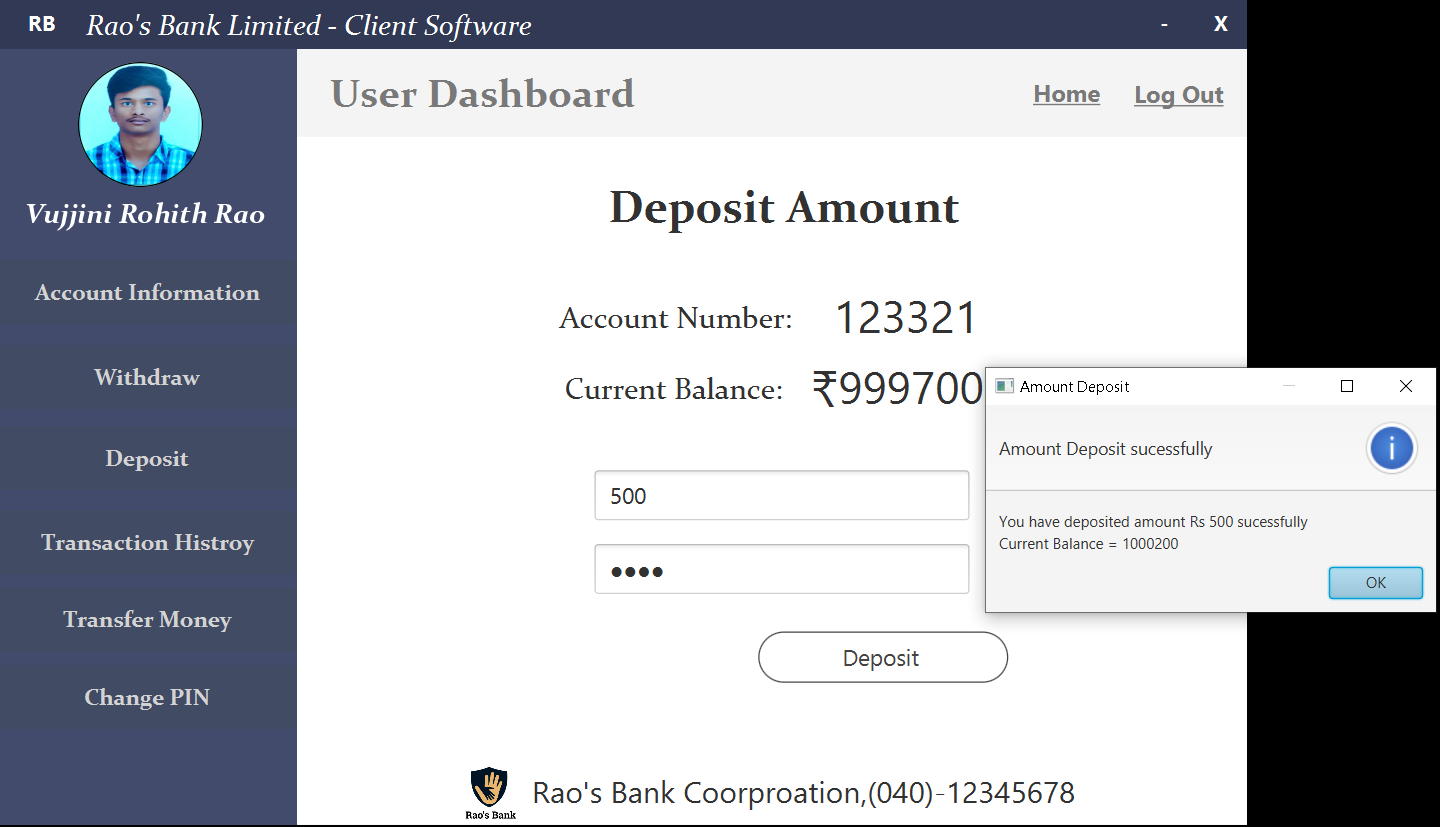 RB Rao's Bank Limited - Client Software - X
Vujjini Rohith Rao
Account Information
Withdraw
Deposit
Transaction Histroy
Transfer Money
Change PIN
User Dashboard
Home Log Out
Deposit Amount
Account Number: 123321
Current Balance: ₹999700
500
●●●●
Deposit
Amount Deposit
Amount Deposit sucessfully
You have deposited amount Rs 500 sucessfully
Current Balance = 1000200
OK
Rao's Bank
Rao's Bank Coorproation,(040)-12345678